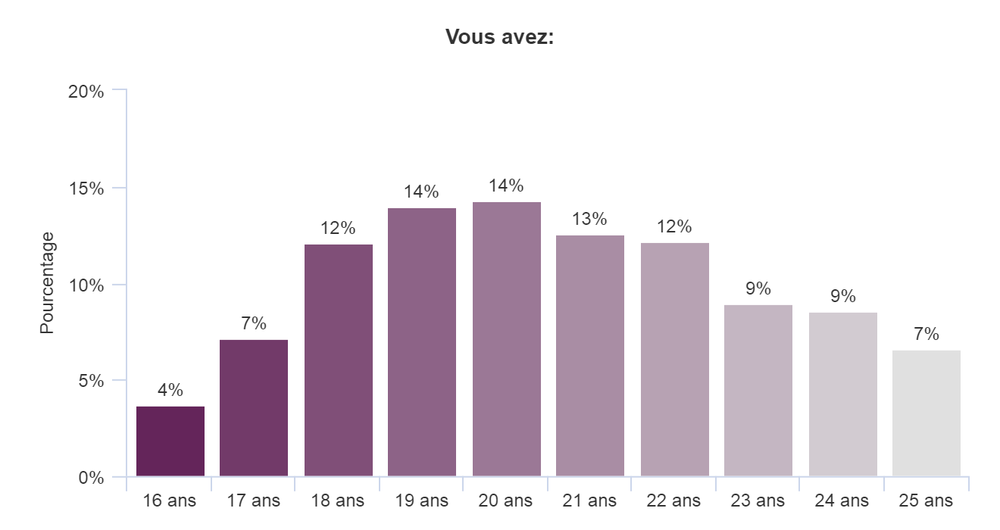 Vous avez:
20%
15%
10%
5%
0%
Pourcentage
4%
7%
12%
14%
14%
13%
12%
9%
9%
7%
16 ans
17 ans
18 ans
19 ans
20 ans
21 ans
22 ans
23 ans
24 ans
25 ans